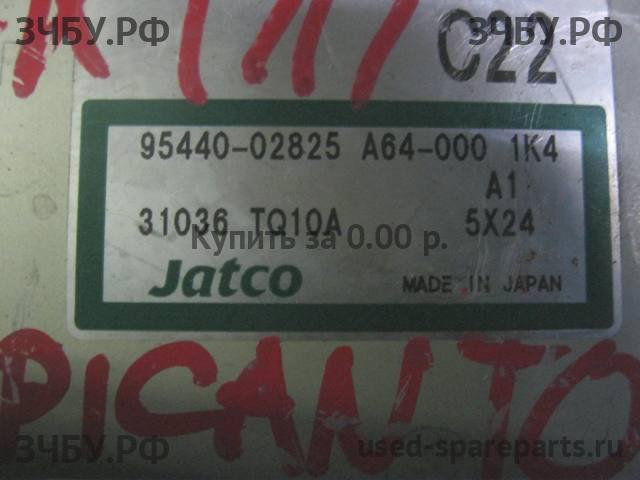 ЗЧБУ.РФ
ЗЧБУ.РФ
C22
95440-02825 A64-000 1K4
A1
31036 TQ10A 5X24
Купить за 0.00 р.
Jatco
MADE IN JAPAN
PICANTO
ЗЧБУ.РФ
used-spareparts.ru